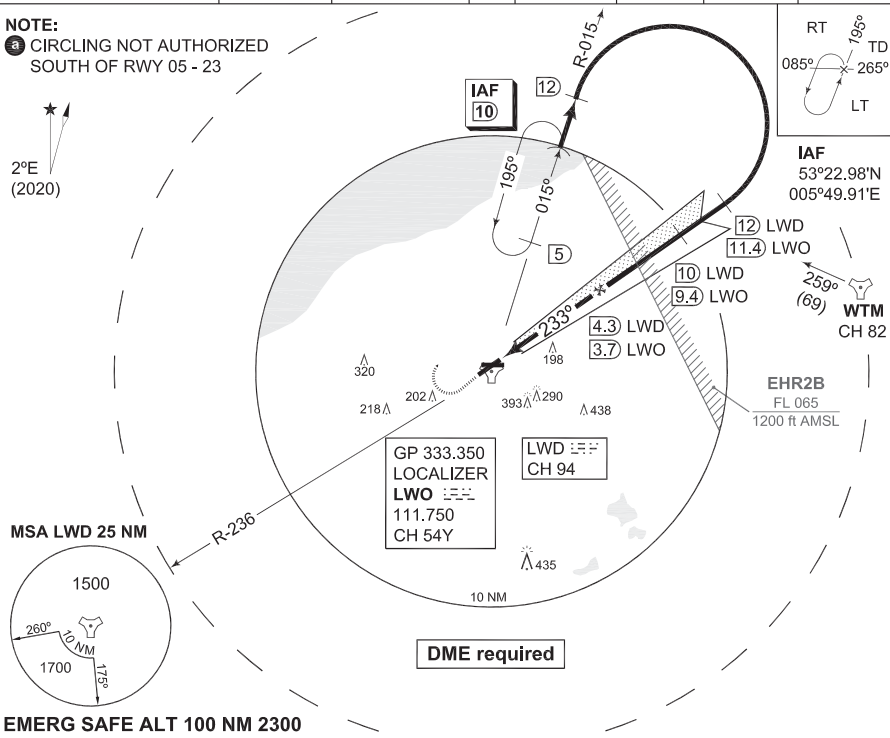 NOTE:
a CIRCLING NOT AUTHORIZED
SOUTH OF RWY 05 - 23
2ºE
(2020)
IAF
10
12
R-015
RT
195º
TD
085º
265º
LT
IAF
53º22.98'N
005º49.91'E
195º
015º
5
12 LWD
11.4 LWO
10 LWD
9.4 LWO
259º
(69)
WTM
CH 82
233º
4.3 LWD
3.7 LWO
198
320
202
218
393
290
438
EHR2B
FL 065
1200 ft AMSL
GP 333.350
LOCALIZER
LWO
111.750
CH 54Y
LWD
CH 94
R-236
435
10 NM
MSA LWD 25 NM
1500
260º
10 NM
1700
175º
DME required
EMERG SAFE ALT 100 NM 2300